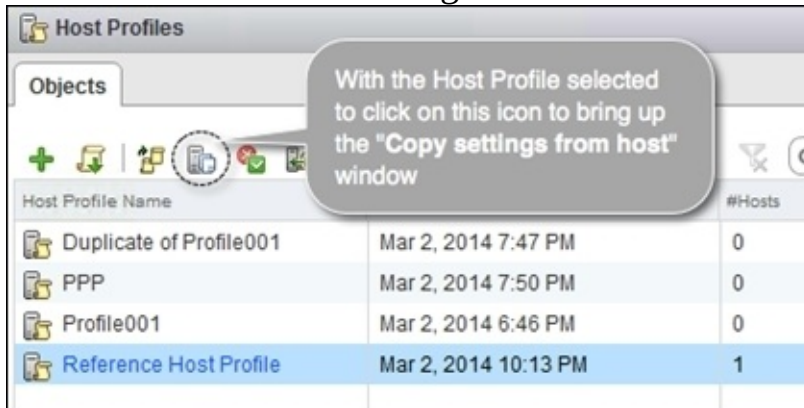 Host Profiles
Objects
With the Host Profile selected
to click on this icon to bring up
the "Copy settings from host"
window
Host Profile Name
#Hosts
Duplicate of Profile001 Mar 2, 2014 7:47 PM 0
PPP Mar 2, 2014 7:50 PM 0
Profile001 Mar 2, 2014 6:46 PM 0
Reference Host Profile Mar 2, 2014 10:13 PM 1